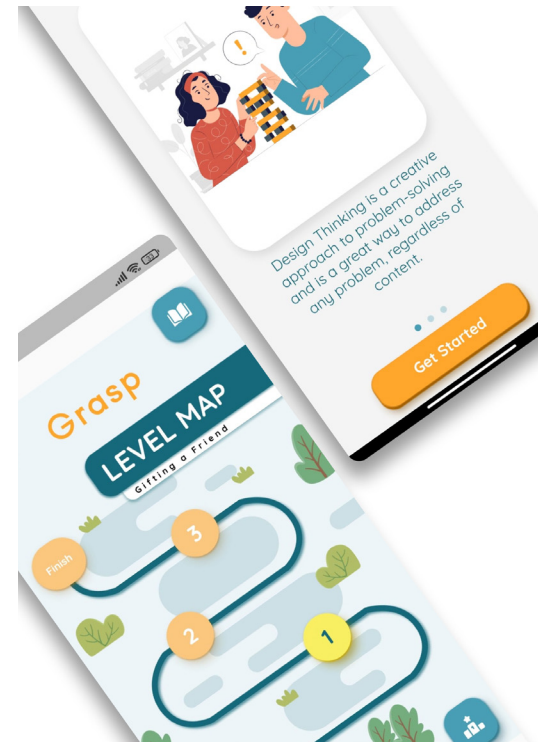 !
Design Thinking is a creative
approach to problem-solving
and is a great way to address
any problem, regardless of
content.
Get Started
Grasp
LEVEL MAP
Gifting a Friend
Finish
3
2
1